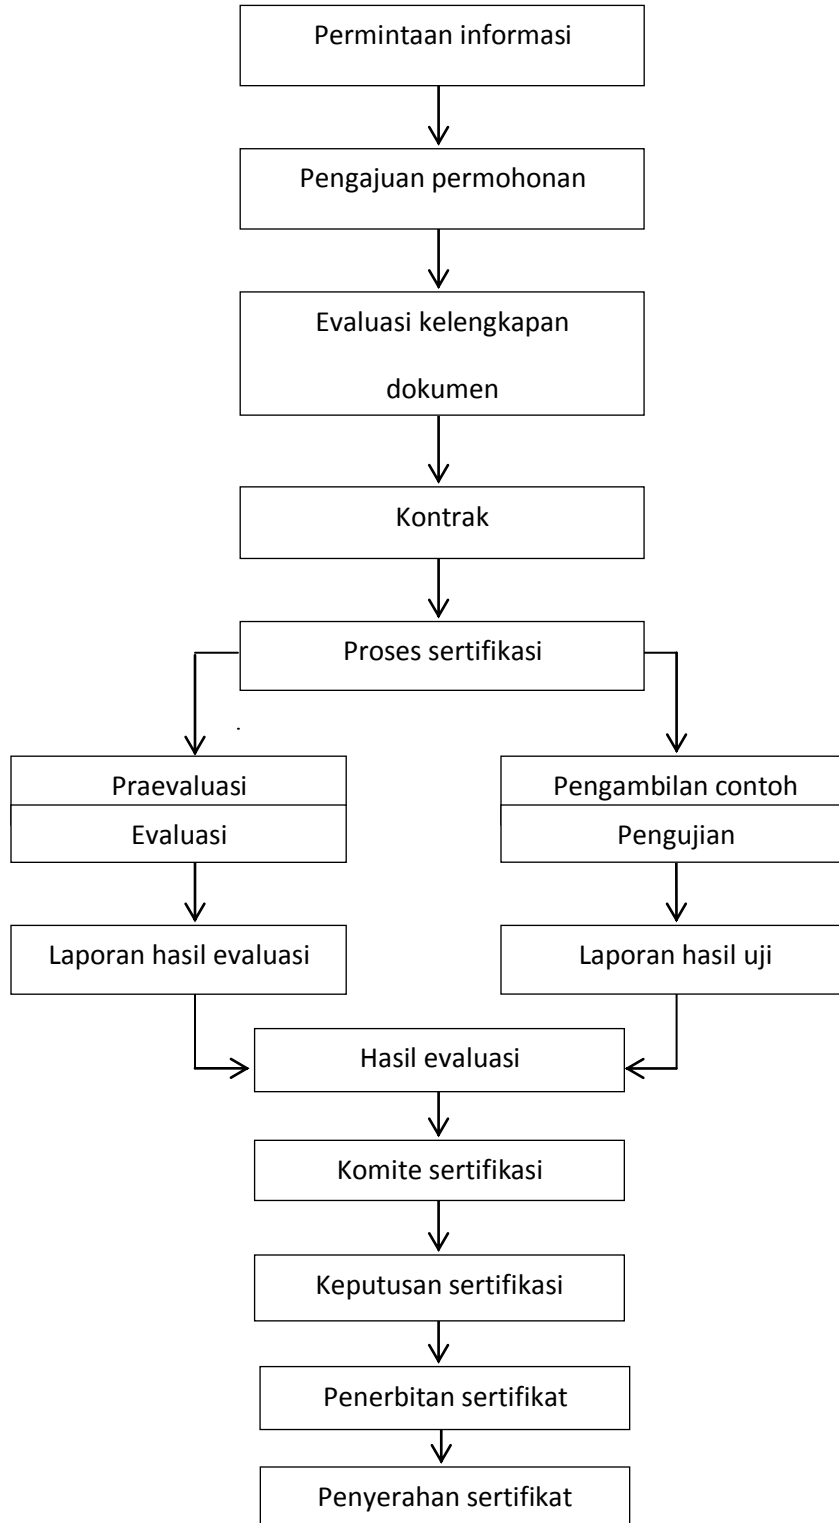 Permintaan informasi
Pengajuan permohonan
Evaluasi kelengkapan
dokumen
Kontrak
Proses sertifikasi
Praevaluasi
Evaluasi
Pengambilan contoh
Pengujian
Laporan hasil evaluasi
Laporan hasil uji
Hasil evaluasi
Komite sertifikasi
Keputusan sertifikasi
Penerbitan sertifikat
Penyerahan sertifikat